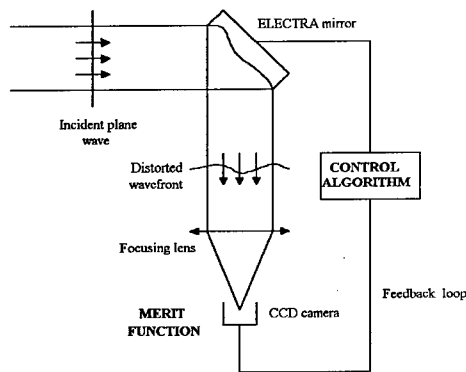 ELECTRA mirror
Incident plane
wave
Distorted
wavefront
CONTROL
ALGORITHM
Focusing lens
Feedback loop
MERIT
FUNCTION
CCD camera